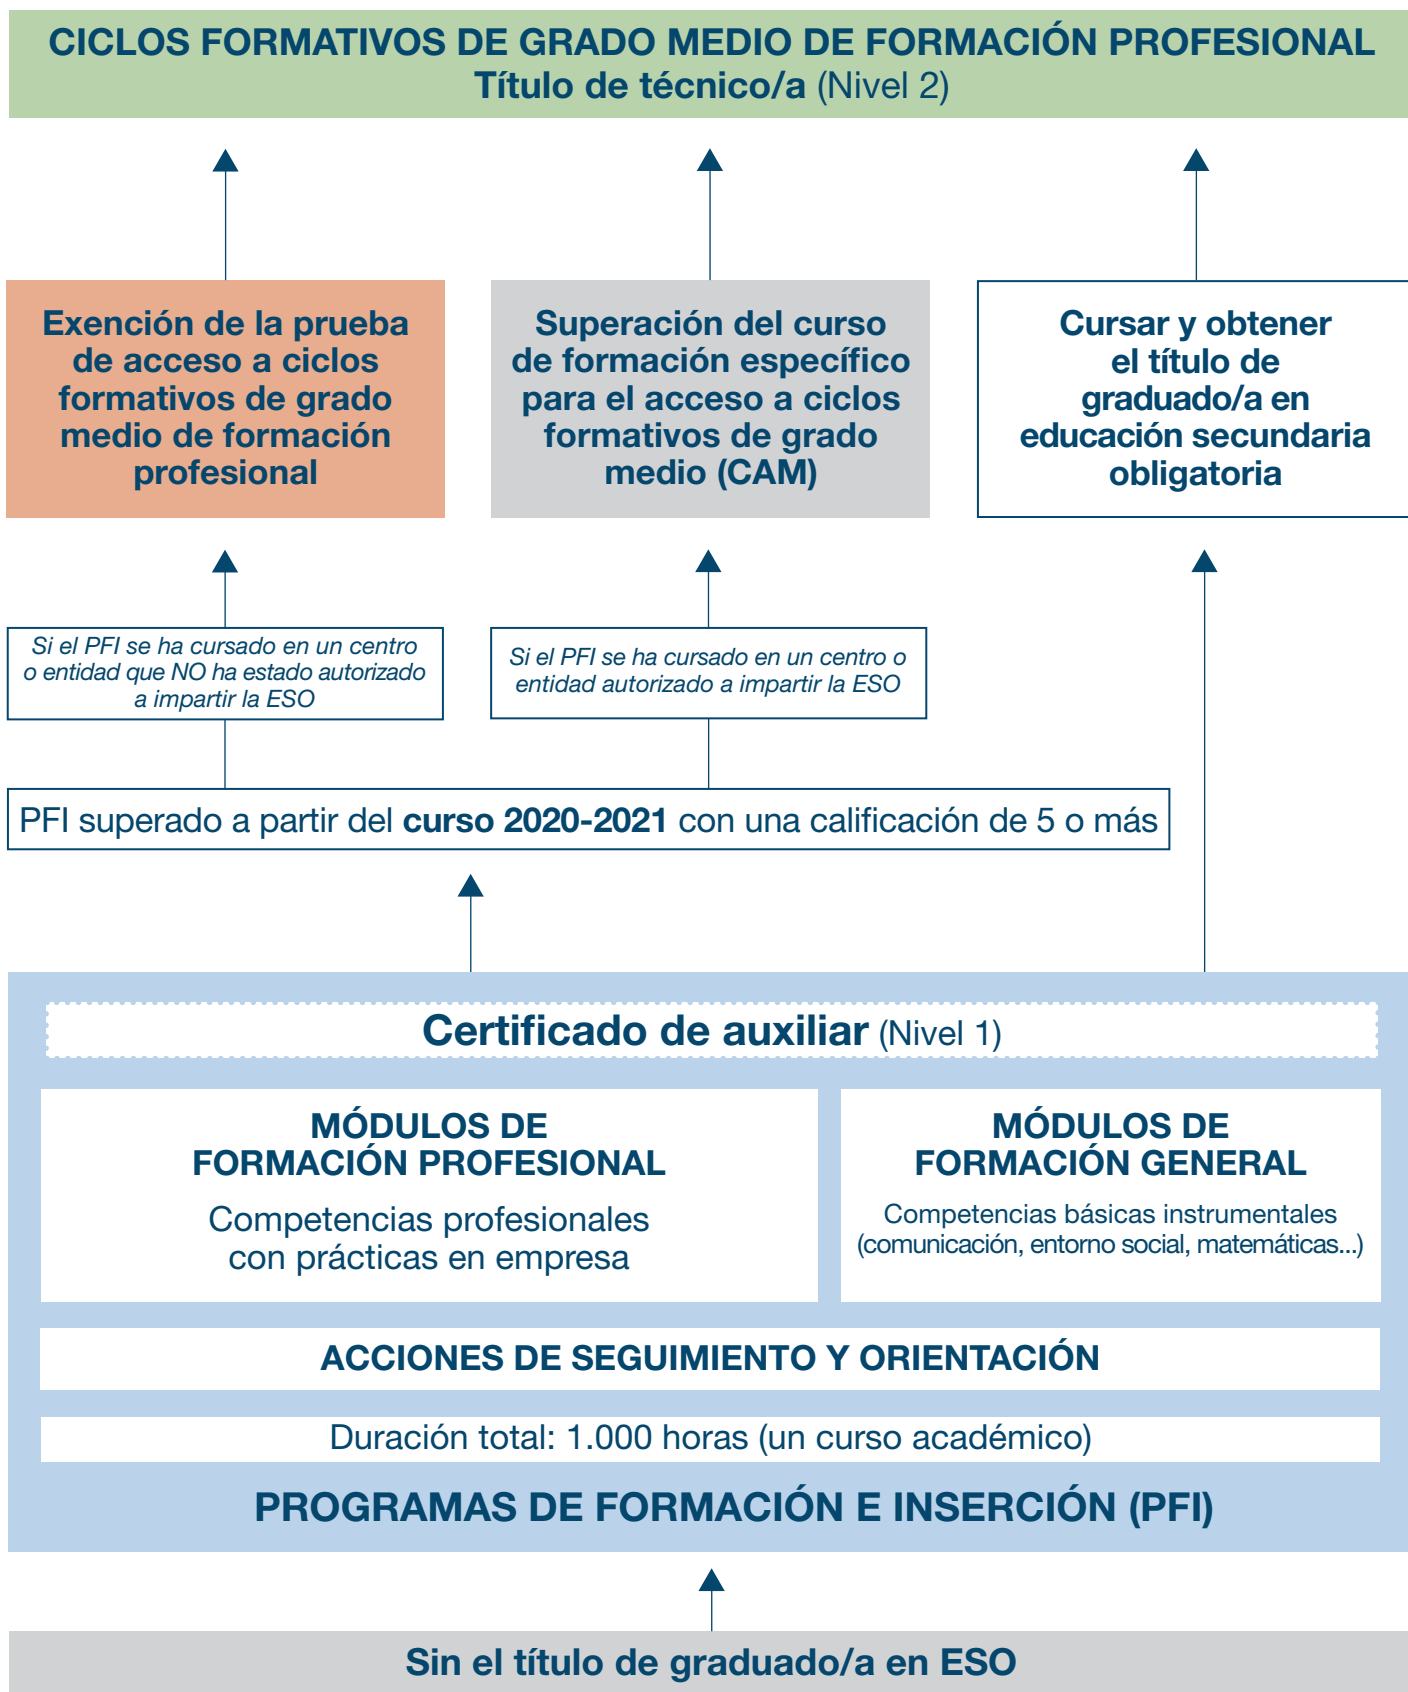 CICLOS FORMATIVOS DE GRADO MEDIO DE FORMACIÓN PROFESIONAL
Título de técnico/a (Nivel 2)
Exención de la prueba
de acceso a ciclos
formativos de grado
medio de formación
profesional
Superación del curso
de formación específico
para el acceso a ciclos
formativos de grado
medio (CAM)
Cursar y obtener
el título de
graduado/a en
educación secundaria
obligatoria
Si el PFI se ha cursado en un centro
o entidad que NO ha estado autorizado
a impartir la ESO
Si el PFI se ha cursado en un centro o
entidad autorizado a impartir la ESO
PFI superado a partir del curso 2020-2021 con una calificación de 5 o más
Certificado de auxiliar (Nivel 1)
MÓDULOS DE
FORMACIÓN PROFESIONAL
Competencias profesionales
con prácticas en empresa
MÓDULOS DE
FORMACIÓN GENERAL
Competencias básicas instrumentales
(comunicación, entorno social, matemáticas...)
ACCIONES DE SEGUIMIENTO Y ORIENTACIÓN
Duración total: 1.000 horas (un curso académico)
PROGRAMAS DE FORMACIÓN E INSERCIÓN (PFI)
Sin el título de graduado/a en ESO